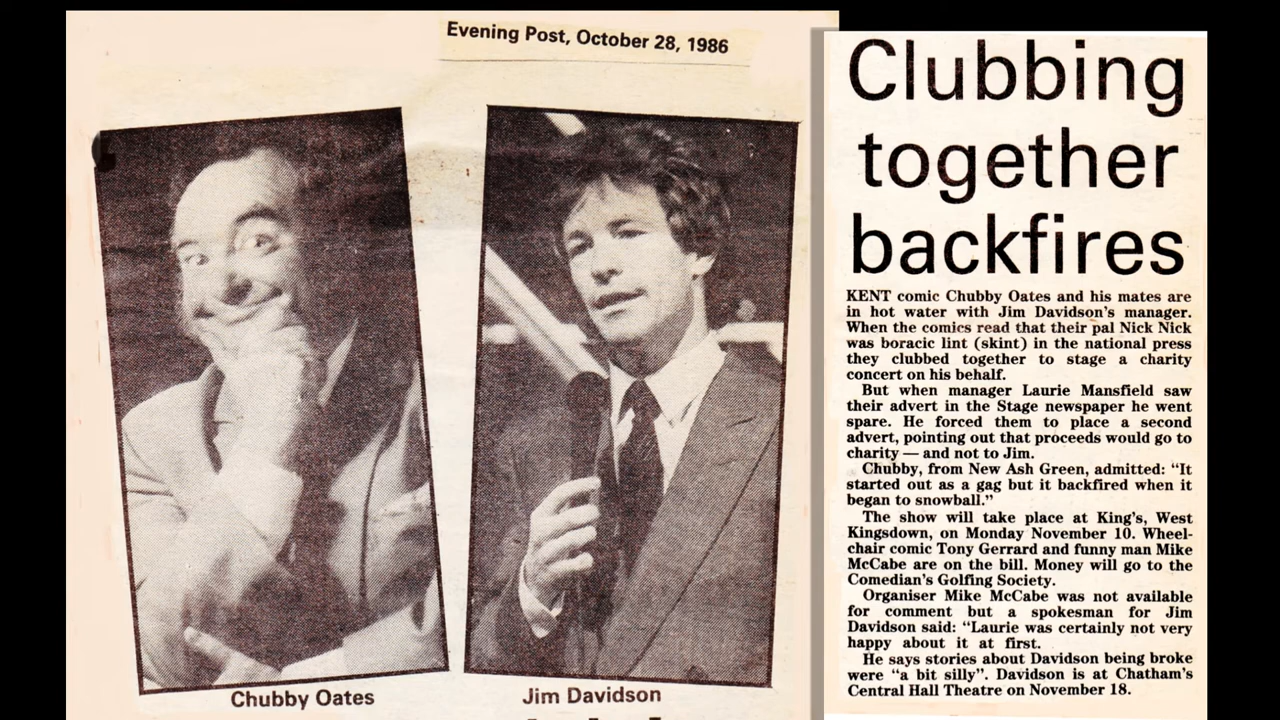 Evening Post, October 28, 1986
Chubby Oates
Jim Davidson
Clubbing
together
backfires
KENT comic Chubby Oates and his mates are
in hot water with Jim Davidson's manager.
When the comics read that their pal Nick Nick
was boracic lint (skint) in the national press
they clubbed together to stage a charity
concert on his behalf.
But when manager Laurie Mansfield saw
their advert in the Stage newspaper he went
spare. He forced them to place a second
advert, pointing out that proceeds would go to
charity — and not to Jim.
Chubby, from New Ash Green, admitted: "It
started out as a gag but it backfired when it
began to snowball."
The show will take place at King's, West
Kingsdown, on Monday November 10. Wheel-
chair comic Tony Gerrard and funny man Mike
McCabe are on the bill. Money will go to the
Comedian's Golfing Society.
Organiser Mike McCabe was not available
for comment but a spokesman for Jim
Davidson said: "Laurie was certainly not very
happy about it at first.
He says stories about Davidson being broke
were "a bit silly". Davidson is at Chatham's
Central Hall Theatre on November 18.